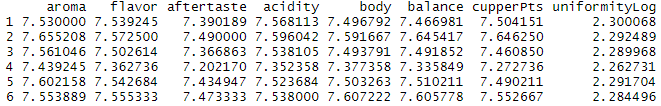 aroma flavor aftertaste acidity body balance cupperPts uniformityLog
1 7.530000 7.539245 7.390189 7.568113 7.496792 7.466981 7.504151 2.300068
2 7.655208 7.572500 7.490000 7.596042 7.591667 7.645417 7.646250 2.292489
3 7.561046 7.502614 7.366863 7.538105 7.493791 7.491852 7.460850 2.289968
4 7.439245 7.362736 7.202170 7.352358 7.377358 7.335849 7.272736 2.262731
5 7.602158 7.542684 7.434947 7.523684 7.503263 7.510211 7.490211 2.291704
6 7.553889 7.555333 7.473333 7.538000 7.607222 7.605778 7.552667 2.284496